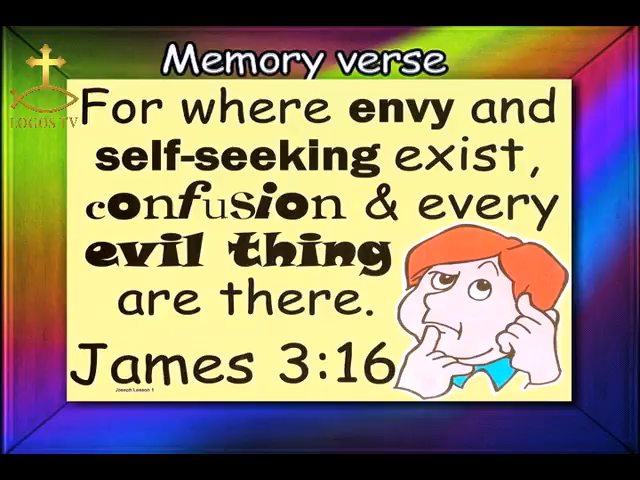 Memory verse
LOGOS TV
For where envy and
self-seeking exist,
confusion & every
evil thing
are there.
James 3:16
Joseph Lesson 1